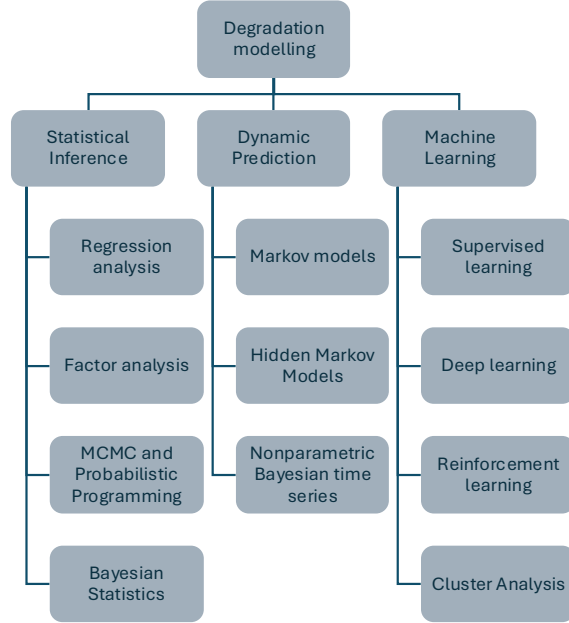 Degradation
modelling
Statistical
Inference
Dynamic
Prediction
Machine
Learning
Regression
analysis
Markov models
Supervised
learning
Factor analysis
Hidden Markov
Models
Deep learning
MCMC and
Probabilistic
Programming
Nonparametric
Bayesian time
series
Reinforcement
learning
Bayesian
Statistics
Cluster Analysis